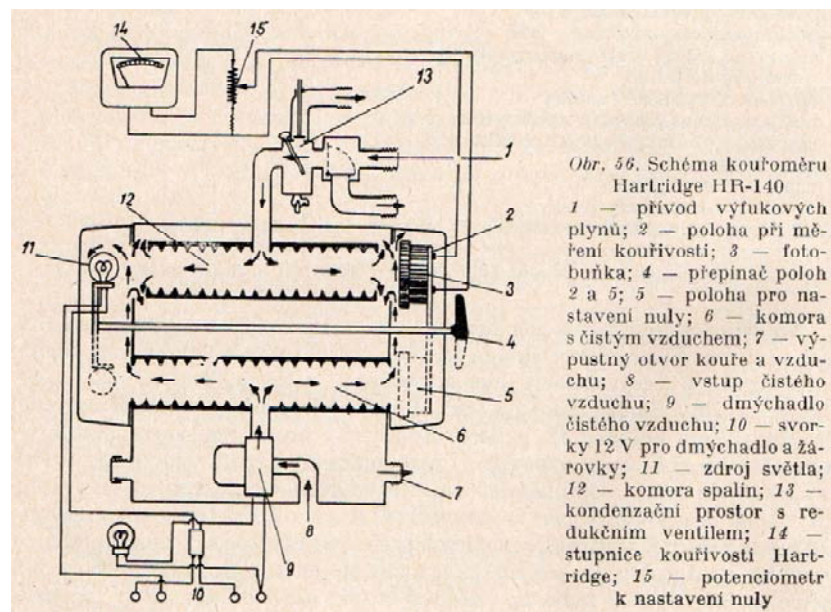 14
15
13
1
12
2
11
3
4
5
6
7
8
9
10
Obr. 56. Schéma kouřoměru
Hartridge HR-140
1 — přívod výfukových
plynů; 2 — poloha při mě-
ření kouřivosti; 3 — foto-
buňka; 4 — přepínač poloh
2 a 5; 5 — poloha pro na-
stavení nuly; 6 — komora
s čistým vzduchem; 7 — vý-
pustný otvor kouře a vzdu-
chu; 8 — vstup čistého
vzduchu; 9 — dmýchadlo
čistého vzduchu; 10 — svor-
ky 12 V pro dmýchadlo a žá-
rovky; 11 — zdroj světla;
12 — komora spalin; 13 —
kondenzační prostor s re-
dukčním ventilem; 14 —
stupnice kouřivosti Hart-
ridge; 15 — potenciometr
k nastavení nuly